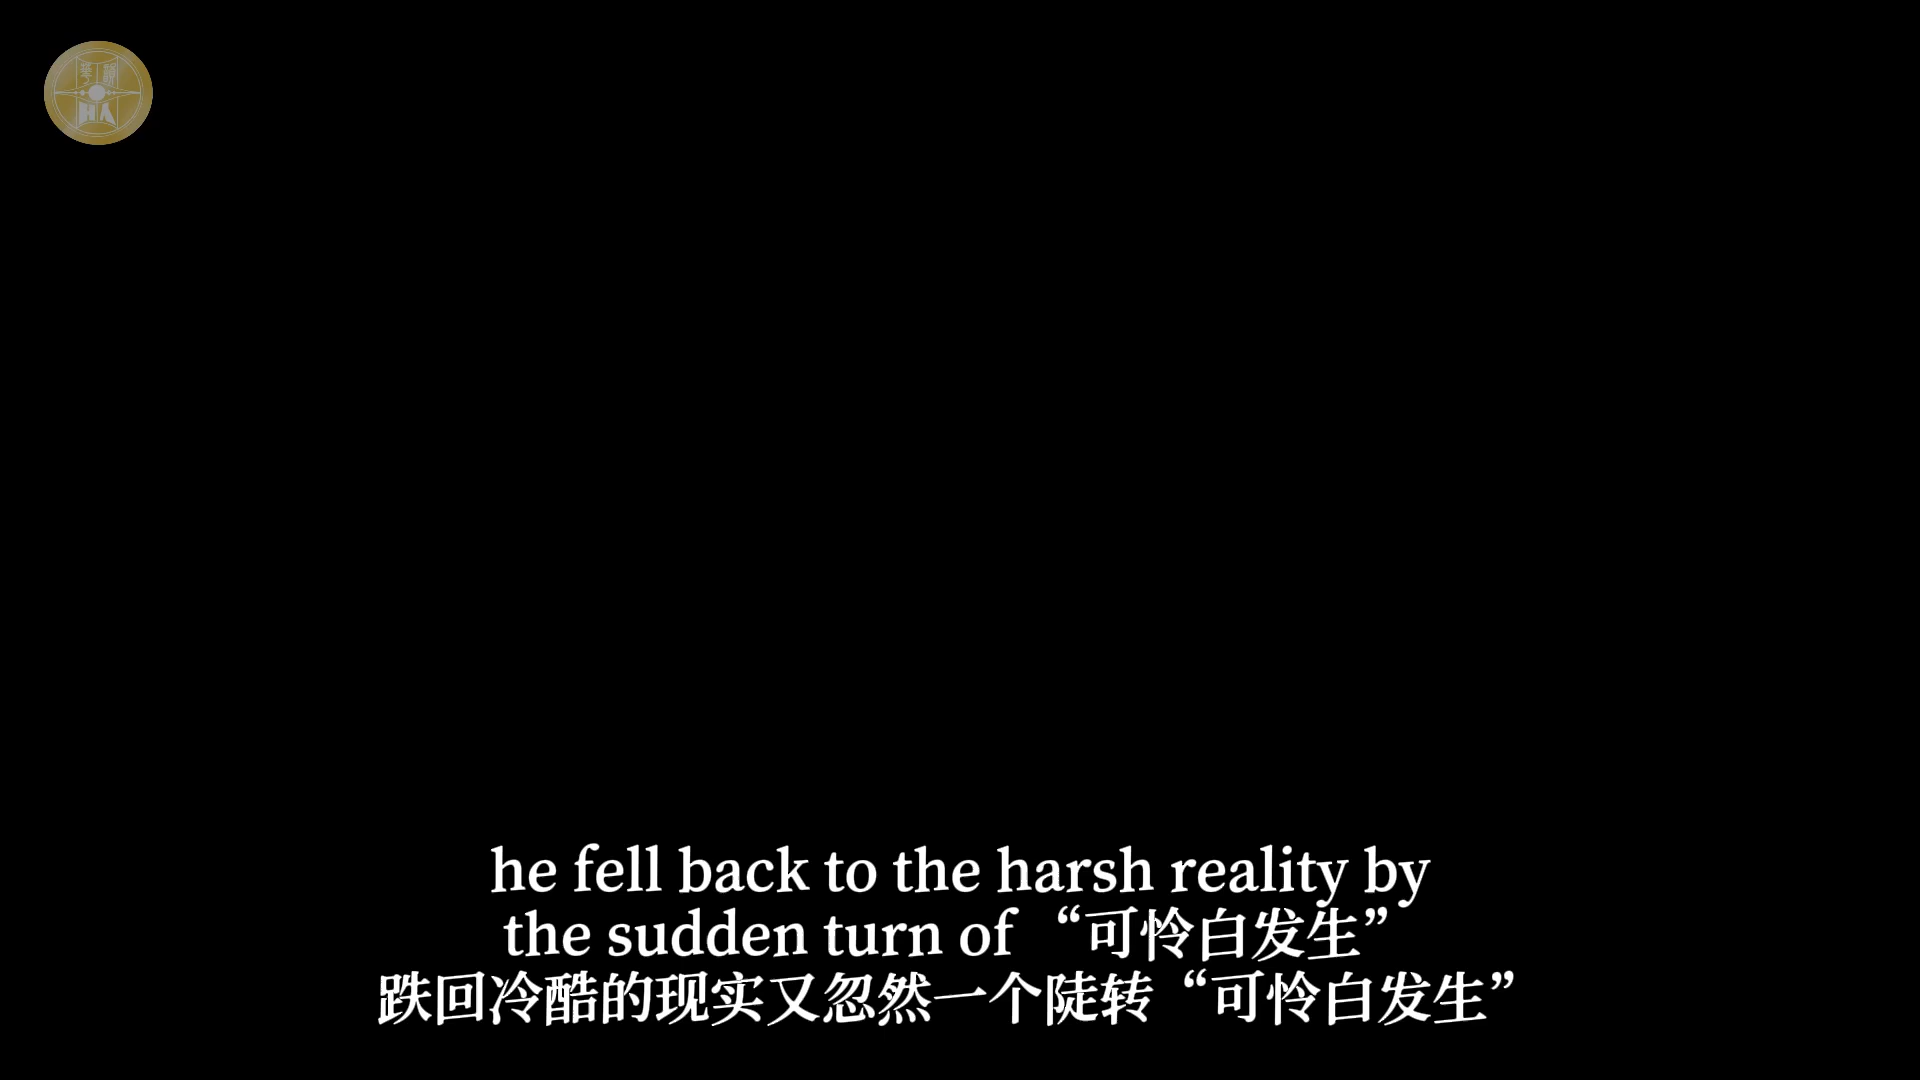 he fell back to the harsh reality by
the sudden turn of “可怜白发生”
跌回冷酷的现实又忽然一个陡转“可怜白发生”